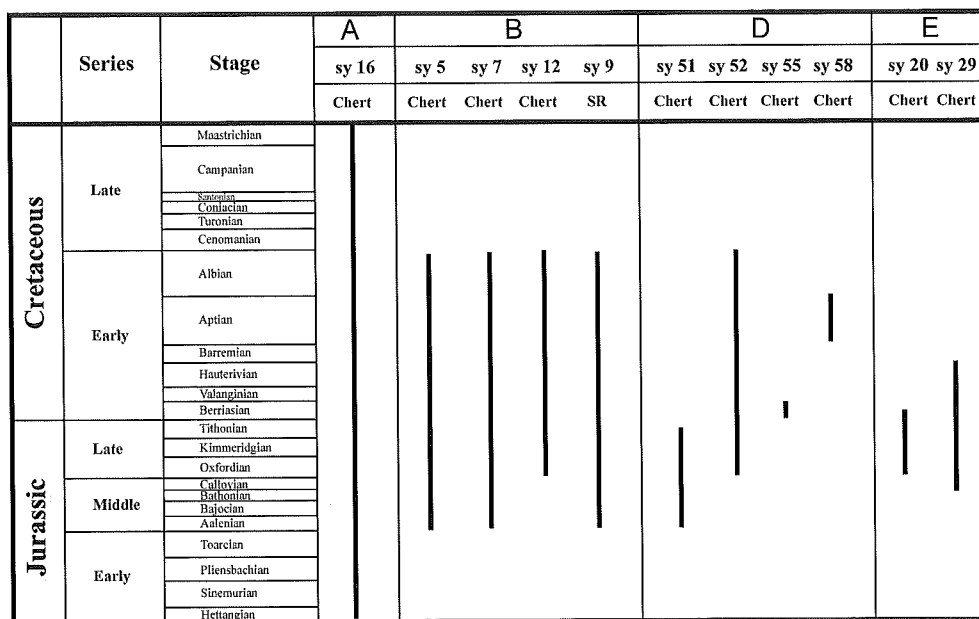 A B D E
Series Stage sy 16 sy 5 sy 7 sy 12 sy 9 sy 51 sy 52 sy 55 sy 58 sy 20 sy 29
Chert Chert Chert Chert SR Chert Chert Chert Chert Chert Chert
Cretaceous
Late
Maastrichian
Campanian
Santonian
Coniacian
Turonian
Cenomanian
Early
Albian
Aptian
Barremian
Hauterivian
Valanginian
Berriasian
Jurassic
Late
Tithonian
Kimmeridgian
Oxfordian
Middle
Callovian
Bathonian
Bajocian
Aalenian
Early
Toarcian
Pliensbachian
Sinemurian
Hettangian